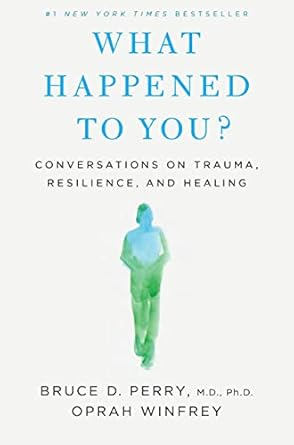 #1 NEW YORK TIMES BESTSELLER
WHAT
HAPPENED
TO YOU?
CONVERSATIONS ON TRAUMA,
RESILIENCE, AND HEALING
BRUCE D. PERRY, M.D., Ph.D.
OPRAH WINFREY